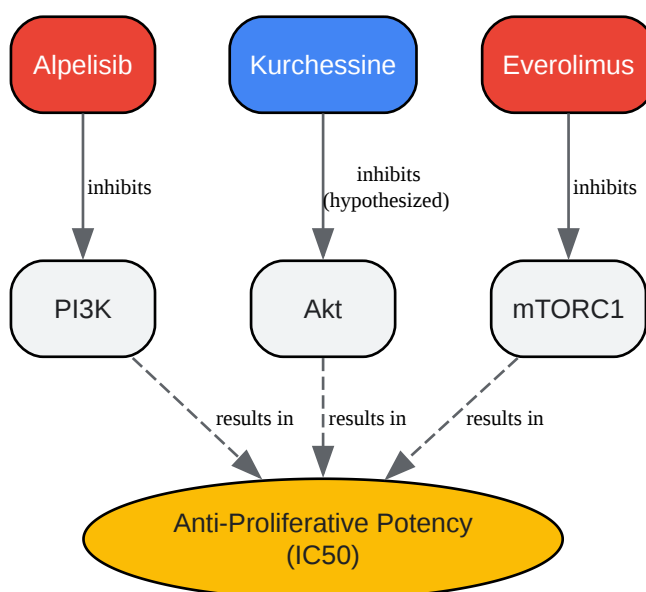 Alpelisib
Kurchessine
Everolimus
inhibits
inhibits
(hypothesized)
inhibits
PI3K
Akt
mTORC1
results in
results in
results in
Anti-Proliferative Potency
(IC50)